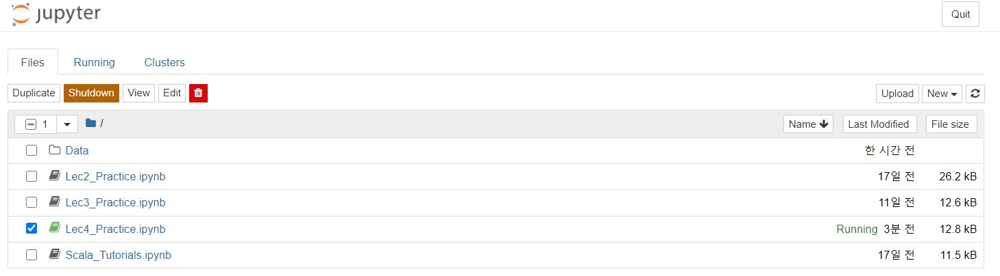 jupyter Quit
Files Running Clusters
Duplicate Shutdown View Edit Upload New
1 / Name Last Modified File size
Data 한 시간 전
Lec2_Practice.ipynb 17일 전 26.2 kB
Lec3_Practice.ipynb 11일 전 12.6 kB
Lec4_Practice.ipynb Running 3분 전 12.8 kB
Scala_Tutorials.ipynb 17일 전 11.5 kB